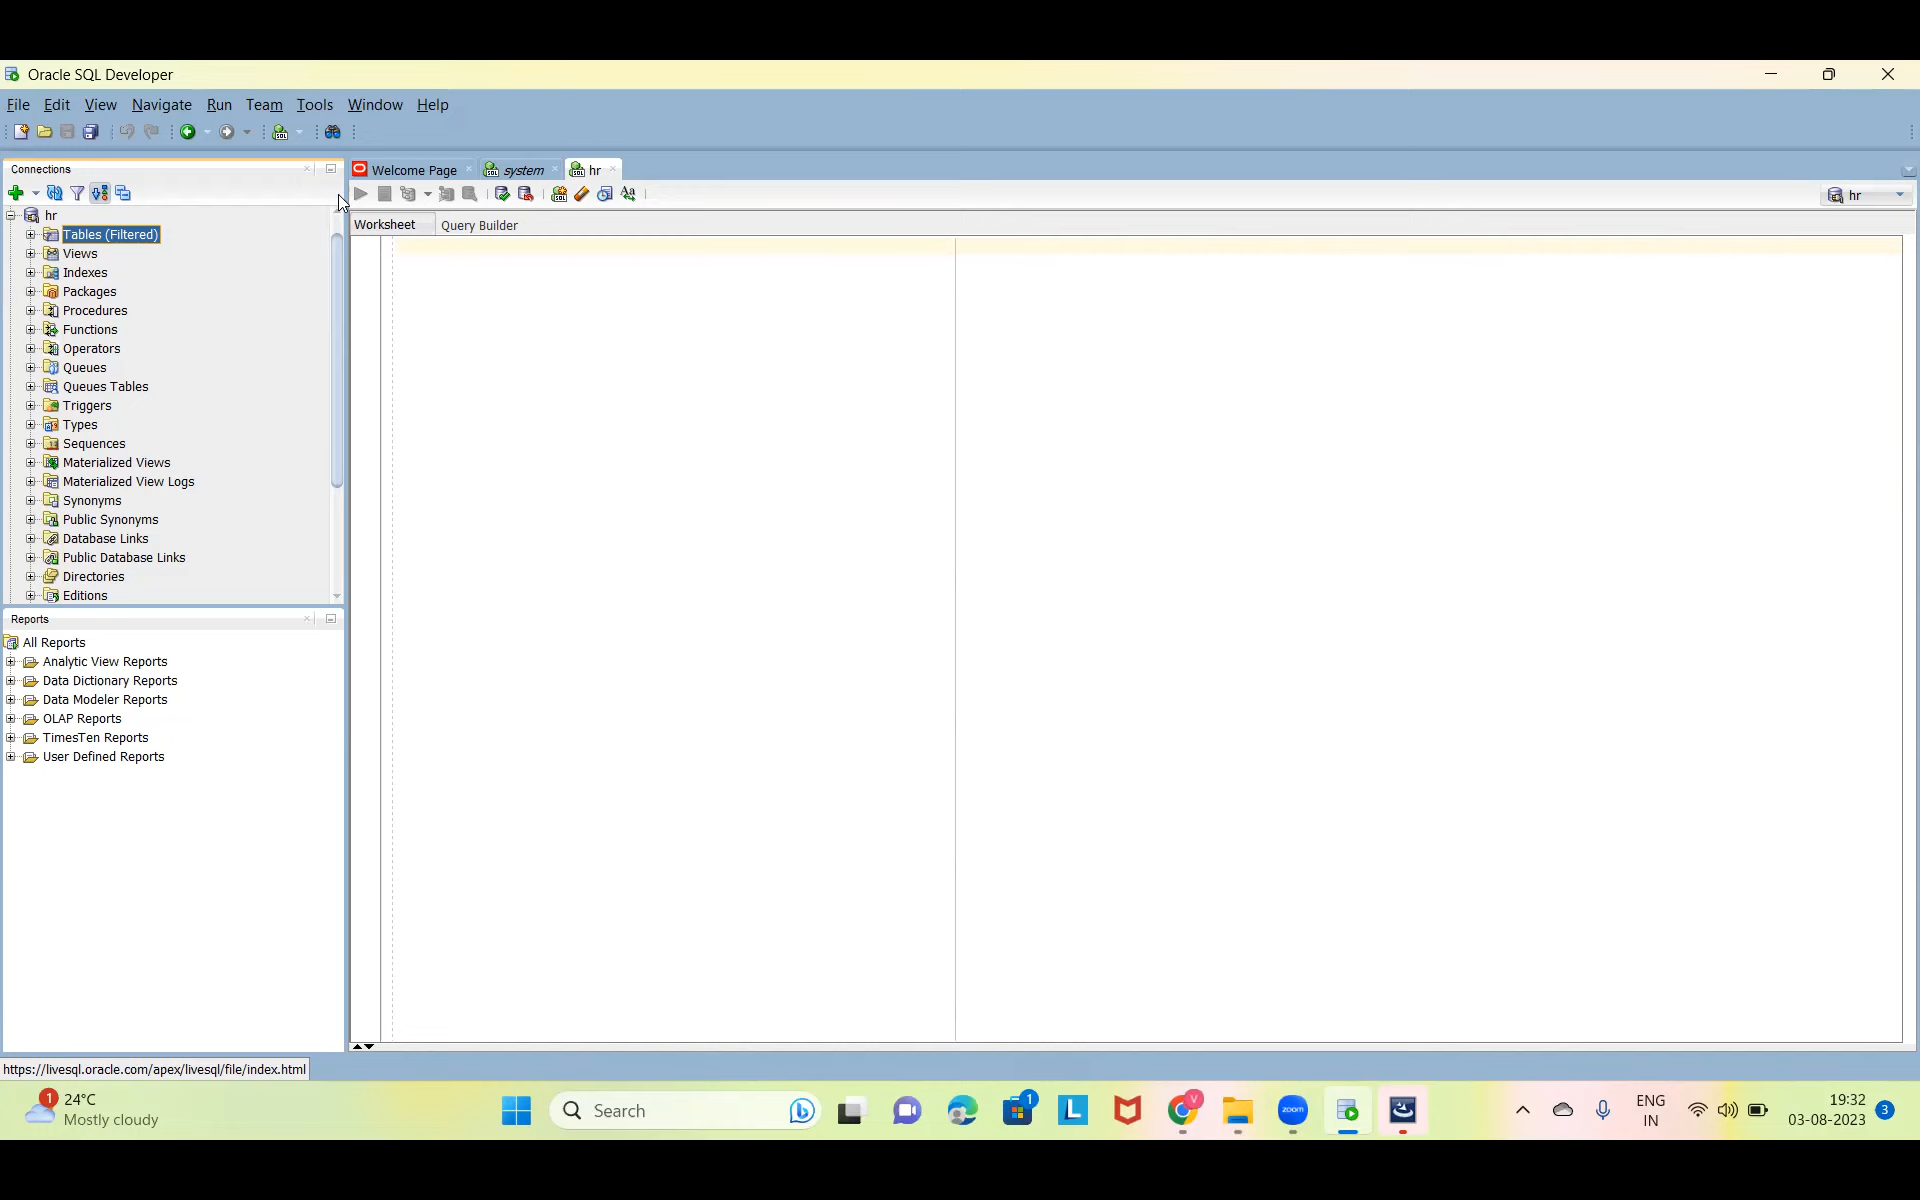 Oracle SQL Developer
File Edit View Navigate Run Team Tools Window Help
Connections
Welcome Page system hr
hr
Worksheet Query Builder
hr
Tables (Filtered)
Views
Indexes
Packages
Procedures
Functions
Operators
Queues
Queues Tables
Triggers
Types
Sequences
Materialized Views
Materialized View Logs
Synonyms
Public Synonyms
Database Links
Public Database Links
Directories
Editions
Reports
All Reports
Analytic View Reports
Data Dictionary Reports
Data Modeler Reports
OLAP Reports
TimesTen Reports
User Defined Reports
https://livesql.oracle.com/apex/livesql/file/index.html
1
24°C
Mostly cloudy
Search
1
L
V
zoom
ENG
IN
19:32
03-08-2023
3